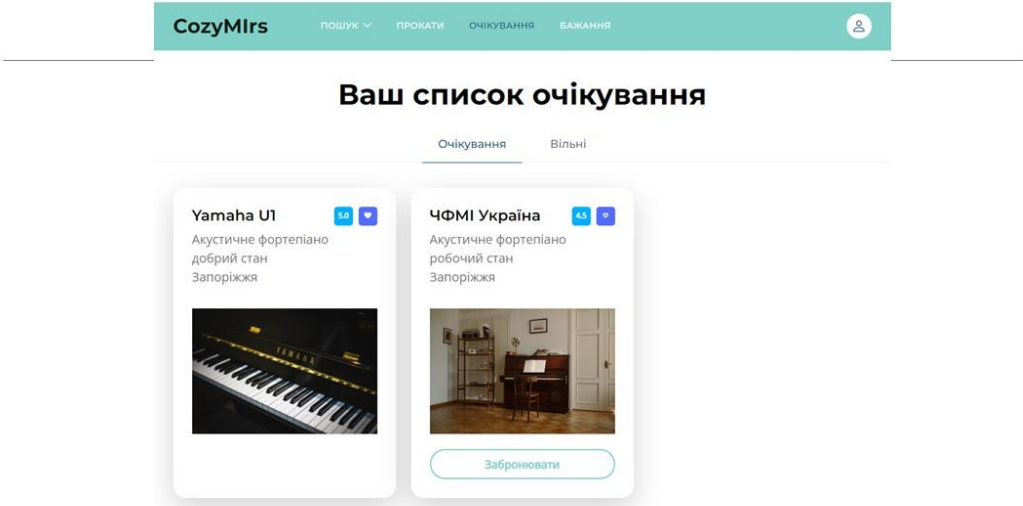 CozyMIrs ПОШУК ПРОКАТИ ОЧІКУВАННЯ БАЖАННЯ
Ваш список очікування
Очікування Вільні
Yamaha U1 5.0
Акустичне фортепіано
добрий стан
Запоріжжя
YAMAHA
ЧФМІ Україна 4.5
Акустичне фортепіано
робочий стан
Запоріжжя
Забронювати